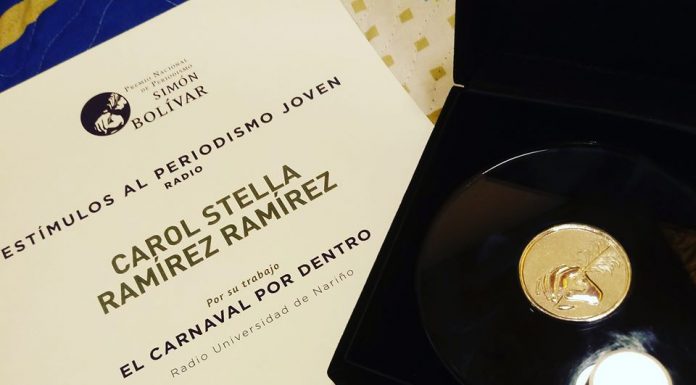 PREMIO NACIONAL
DE PERIODISMO
SIMÓN
BOLÍVAR
ESTÍMULOS AL PERIODISMO JOVEN
RADIO
CAROL STELLA
RAMÍREZ RAMÍREZ
Por su trabajo
EL CARNAVAL POR DENTRO
Radio Universidad de Nariño